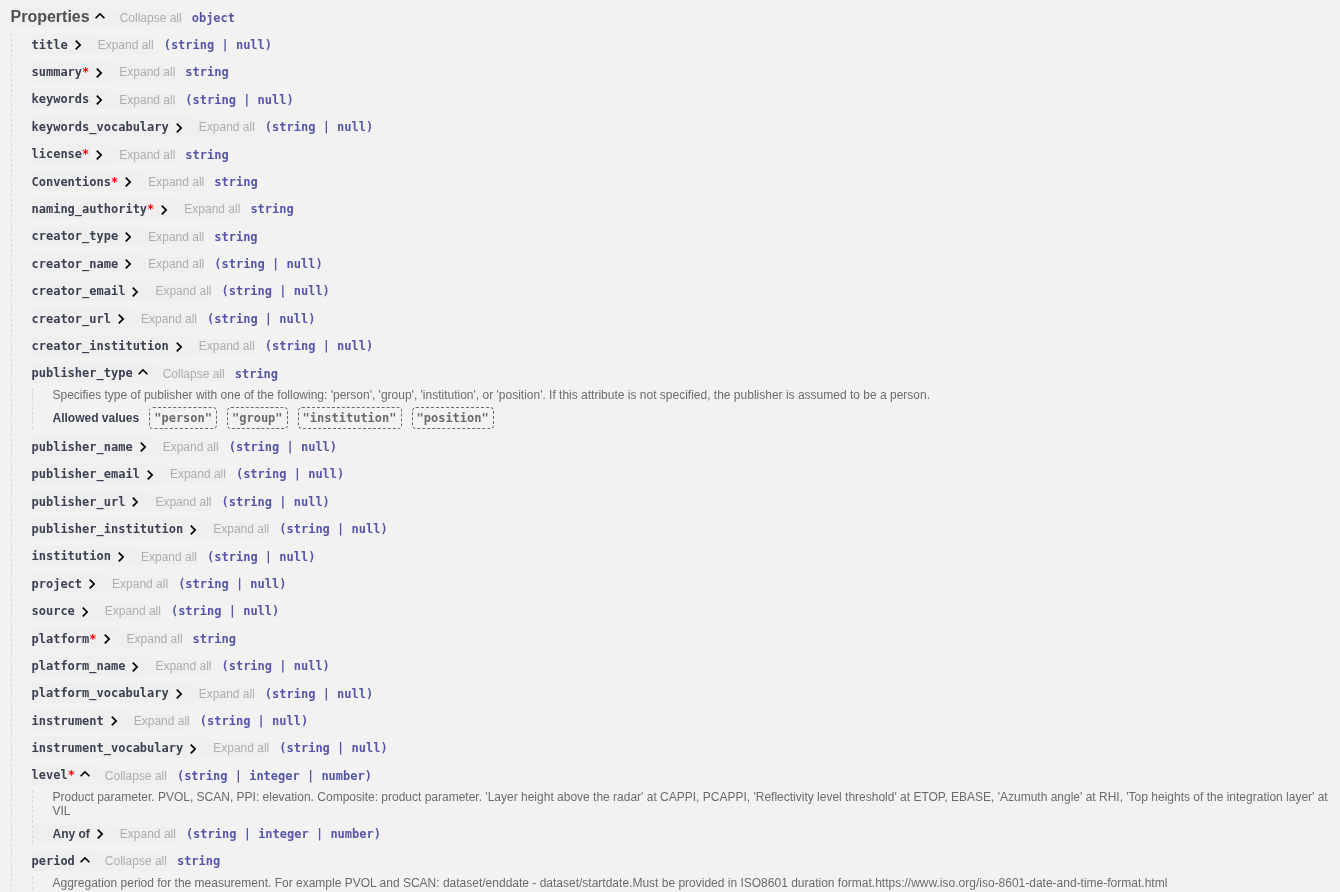 Properties Collapse all object
title Expand all (string | null)
summary* Expand all string
keywords Expand all (string | null)
keywords_vocabulary Expand all (string | null)
license* Expand all string
Conventions* Expand all string
naming_authority* Expand all string
creator_type Expand all string
creator_name Expand all (string | null)
creator_email Expand all (string | null)
creator_url Expand all (string | null)
creator_institution Expand all (string | null)
publisher_type Collapse all string
Specifies type of publisher with one of the following: 'person', 'group', 'institution', or 'position'. If this attribute is not specified, the publisher is assumed to be a person.
Allowed values "person" "group" "institution" "position"
publisher_name Expand all (string | null)
publisher_email Expand all (string | null)
publisher_url Expand all (string | null)
publisher_institution Expand all (string | null)
institution Expand all (string | null)
project Expand all (string | null)
source Expand all (string | null)
platform* Expand all string
platform_name Expand all (string | null)
platform_vocabulary Expand all (string | null)
instrument Expand all (string | null)
instrument_vocabulary Expand all (string | null)
level* Collapse all (string | integer | number)
Product parameter. PVOL, SCAN, PPI: elevation. Composite: product parameter. 'Layer height above the radar' at CAPPI, PCAPPI, 'Reflectivity level threshold' at ETOP, EBASE, 'Azumuth angle' at RHI, 'Top heights of the integration layer' at
VIL
Any of Expand all (string | integer | number)
period Collapse all string
Aggregation period for the measurement. For example PVOL and SCAN: dataset/enddate - dataset/startdate.Must be provided in ISO8601 duration format.https://www.iso.org/iso-8601-date-and-time-format.html